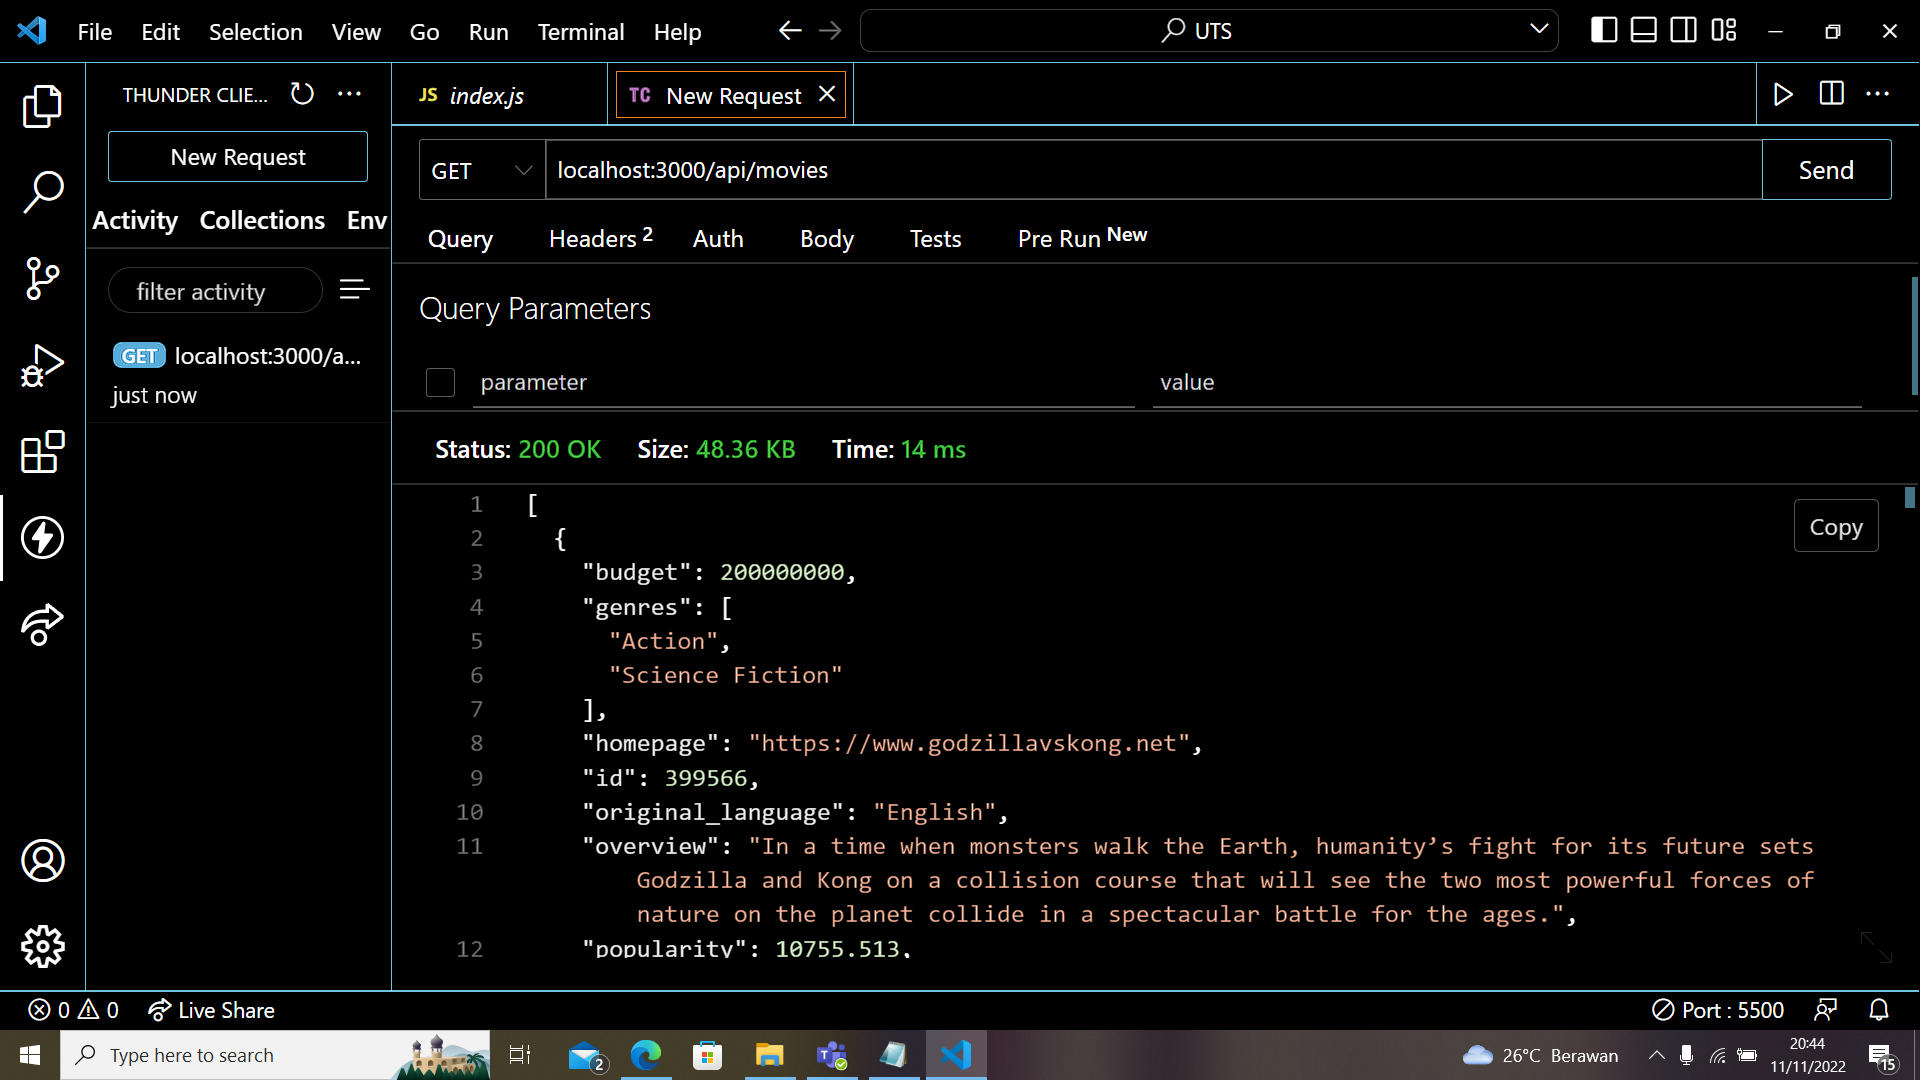 File Edit Selection View Go Run Terminal Help
UTS
THUNDER CLIE...
New Request
Activity Collections Env
filter activity
GET localhost:3000/a...
just now
JS index.js
TC New Request
GET localhost:3000/api/movies Send
Query Headers 2 Auth Body Tests Pre Run New
Query Parameters
parameter value
Status: 200 OK Size: 48.36 KB Time: 14 ms
Copy
1 [
2 {
3 "budget": 200000000,
4 "genres": [
5 "Action",
6 "Science Fiction"
7 ],
8 "homepage": "https://www.godzillavskong.net",
9 "id": 399566,
10 "original_language": "English",
11 "overview": "In a time when monsters walk the Earth, humanity’s fight for its future sets
Godzilla and Kong on a collision course that will see the two most powerful forces of
nature on the planet collide in a spectacular battle for the ages.",
12 "popularity": 10755.513,
0 0 Live Share
Port : 5500
Type here to search
2
26°C Berawan
20:44
11/11/2022
15